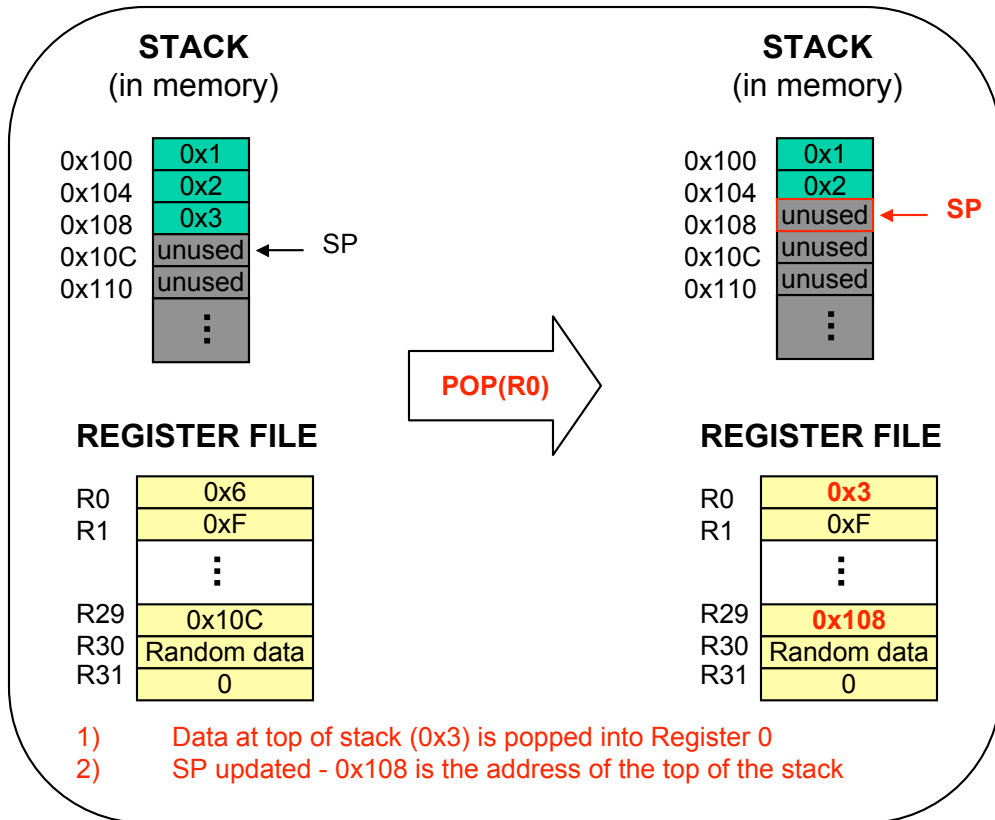 STACK
(in memory)
0x100 0x1
0x104 0x2
0x108 0x3
0x10C unused SP
0x110 unused
REGISTER FILE
R0 0x6
R1 0xF
R29 0x10C
R30 Random data
R31 0
POP(R0)
STACK
(in memory)
0x100 0x1
0x104 0x2
0x108 unused SP
0x10C unused
0x110 unused
REGISTER FILE
R0 0x3
R1 0xF
R29 0x108
R30 Random data
R31 0
1) Data at top of stack (0x3) is popped into Register 0
2) SP updated - 0x108 is the address of the top of the stack